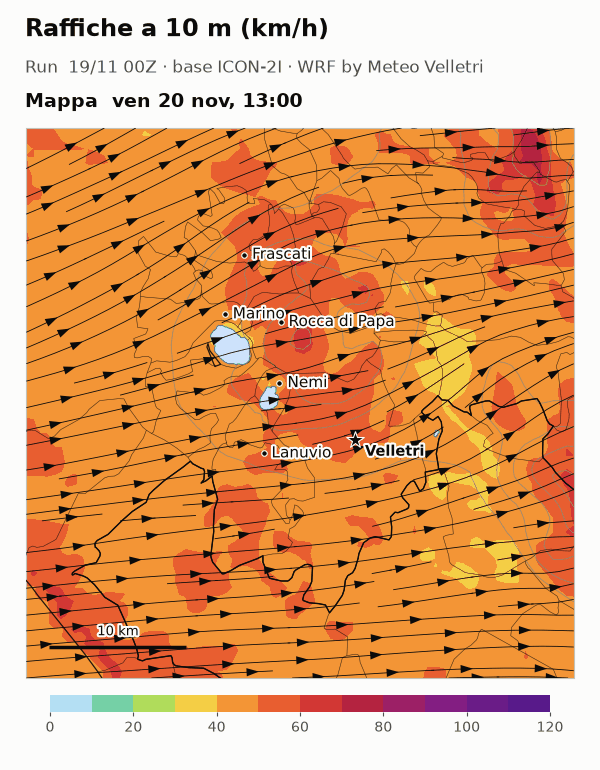 Raffiche a 10 m (km/h)
Run  19/11 00Z · base ICON-2I · WRF by Meteo Velletri
Mappa  ven 20 nov, 13:00
Frascati
Marino
Rocca di Papa
Nemi
Velletri
Lanuvio
10 km
0 20 40 60 80 100 120